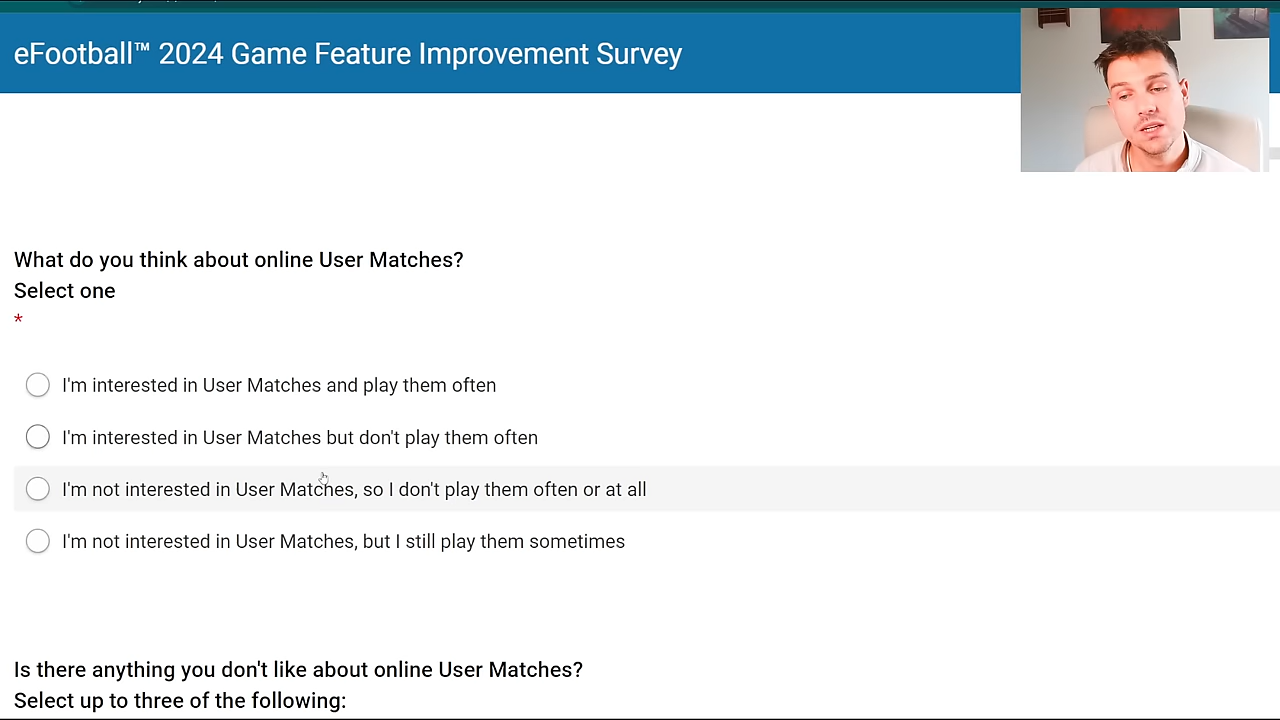 eFootball™ 2024 Game Feature Improvement Survey
What do you think about online User Matches?
Select one
*
I'm interested in User Matches and play them often
I'm interested in User Matches but don't play them often
I'm not interested in User Matches, so I don't play them often or at all
I'm not interested in User Matches, but I still play them sometimes
Is there anything you don't like about online User Matches?
Select up to three of the following: